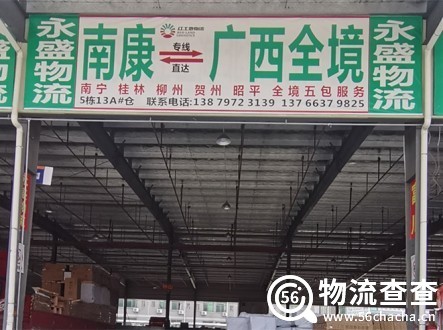 永盛物流
南康
专线
直达
广西全境
南宁 桂林 柳州 贺州 昭平 全境五包服务
5栋13A#仓 联系电话:138 7972 3139 137 6637 9825
永盛物流
56
物流查查
www.56chacha.cn